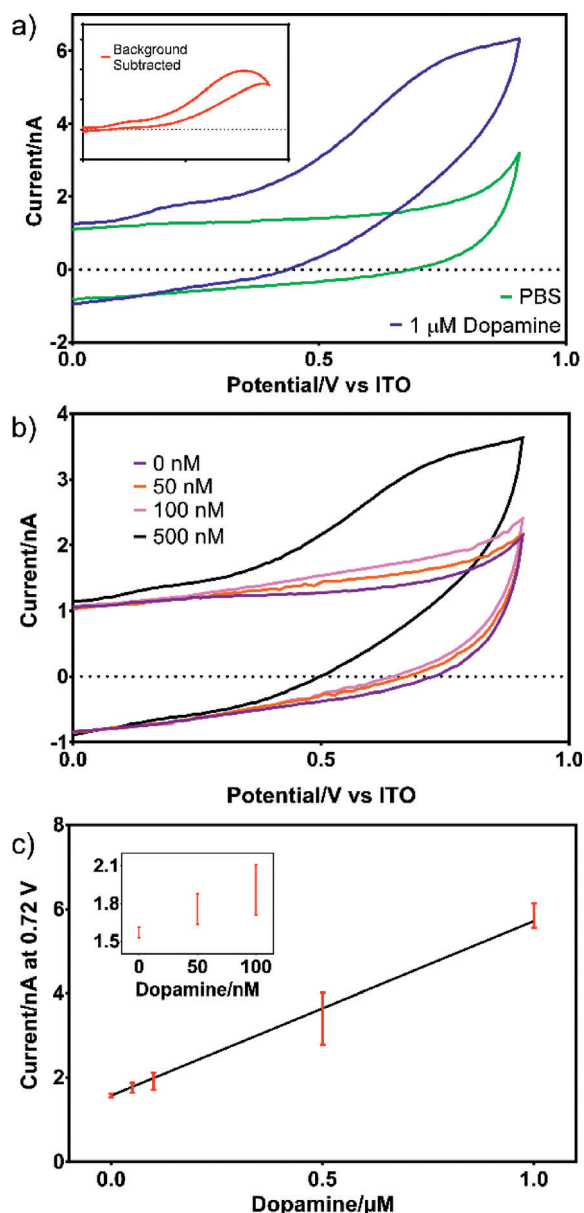 a)
Background
Subtracted
6
4
2
0
-2
Current/nA
PBS
1 μM Dopamine
0.0
0.5
1.0
Potential/V vs ITO
b)
4
3
2
1
0
-1
Current/nA
0 nM
50 nM
100 nM
500 nM
0.0
0.5
1.0
Potential/V vs ITO
c)
8
6
4
2
0
Current/nA at 0.72 V
2.1
1.8
1.5
0
50
100
Dopamine/nM
0.0
0.5
1.0
Dopamine/μM